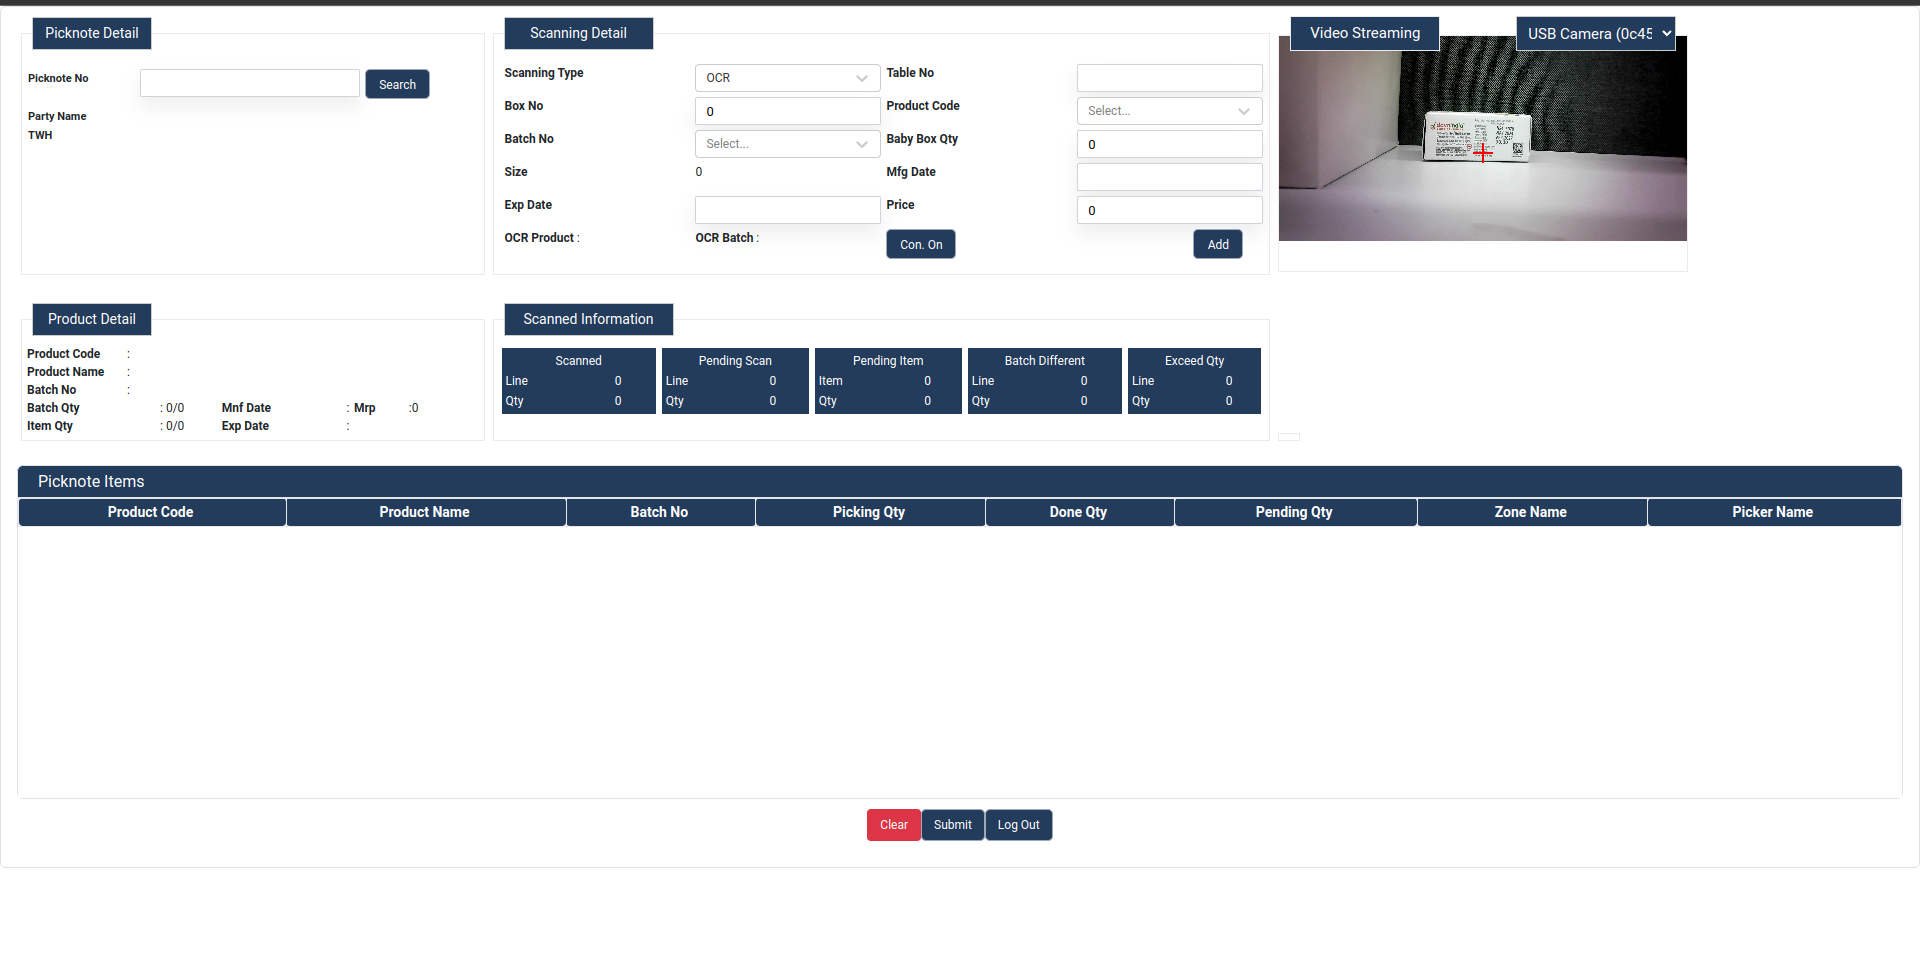 Picknote Detail
Picknote No
Search
Party Name
TWH
Scanning Detail
Scanning Type
OCR
Table No
Box No
0
Product Code
Select...
Batch No
Select...
Baby Box Qty
0
Size
0
Mfg Date
Exp Date
Price
0
OCR Product :
OCR Batch :
Con. On
Add
Video Streaming
USB Camera (0c45
Product Detail
Product Code :
Product Name :
Batch No :
Batch Qty : 0/0 Mnf Date : Mrp :0
Item Qty : 0/0 Exp Date :
Scanned Information
Scanned
Line 0
Qty 0
Pending Scan
Line 0
Qty 0
Pending Item
Item 0
Qty 0
Batch Different
Line 0
Qty 0
Exceed Qty
Line 0
Qty 0
Picknote Items
Product Code Product Name Batch No Picking Qty Done Qty Pending Qty Zone Name Picker Name
Clear Submit Log Out